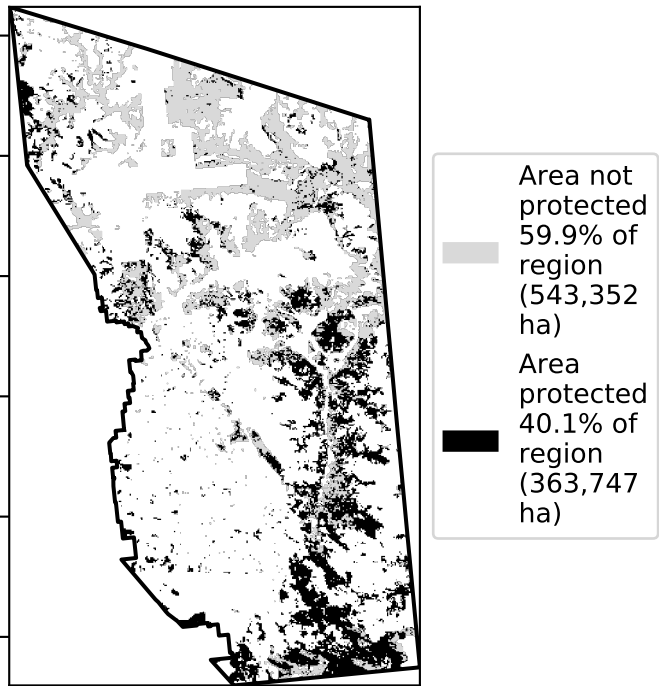 Area not
protected
59.9% of
region
(543,352
ha)
Area
protected
40.1% of
region
(363,747
ha)